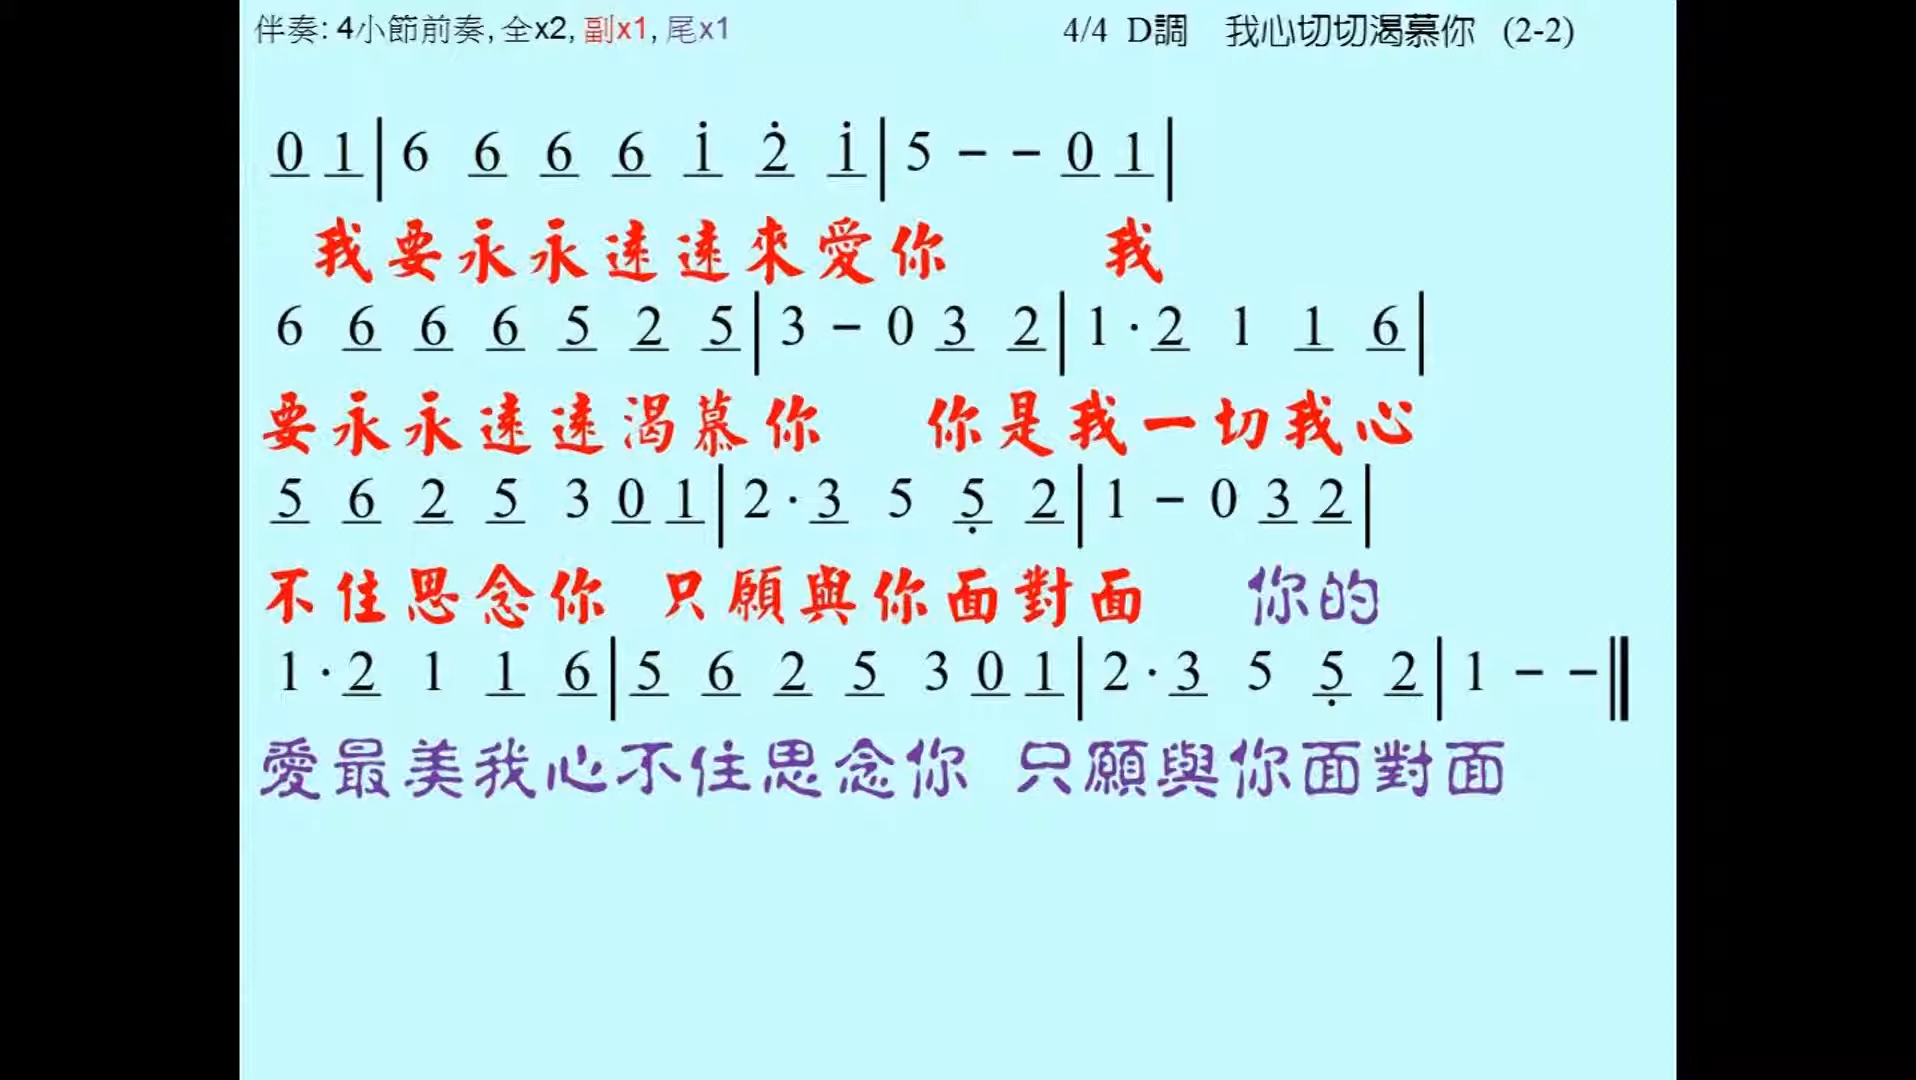 伴奏: 4小節前奏, 全x2, 副x1, 尾x1 4/4 D調 我心切切渴慕你 (2-2)
0 1 | 6 6 6 6 i 2̇ i | 5 - - 0 1 |
我要永永遠遠來愛你 我
6 6 6 6 5 2 5 | 3 - 0 3 2 | 1 · 2 1 1 6 |
要永永遠遠渴慕你 你是我一切我心
5 6 2 5 3 0 1 | 2 · 3 5 5̣ 2 | 1 - 0 3 2 |
不住思念你 只願與你面對面 你的
1 · 2 1 1 6 | 5 6 2 5 3 0 1 | 2 · 3 5 5̣ 2 | 1 - - ‖
愛最美我心不住思念你 只願與你面對面